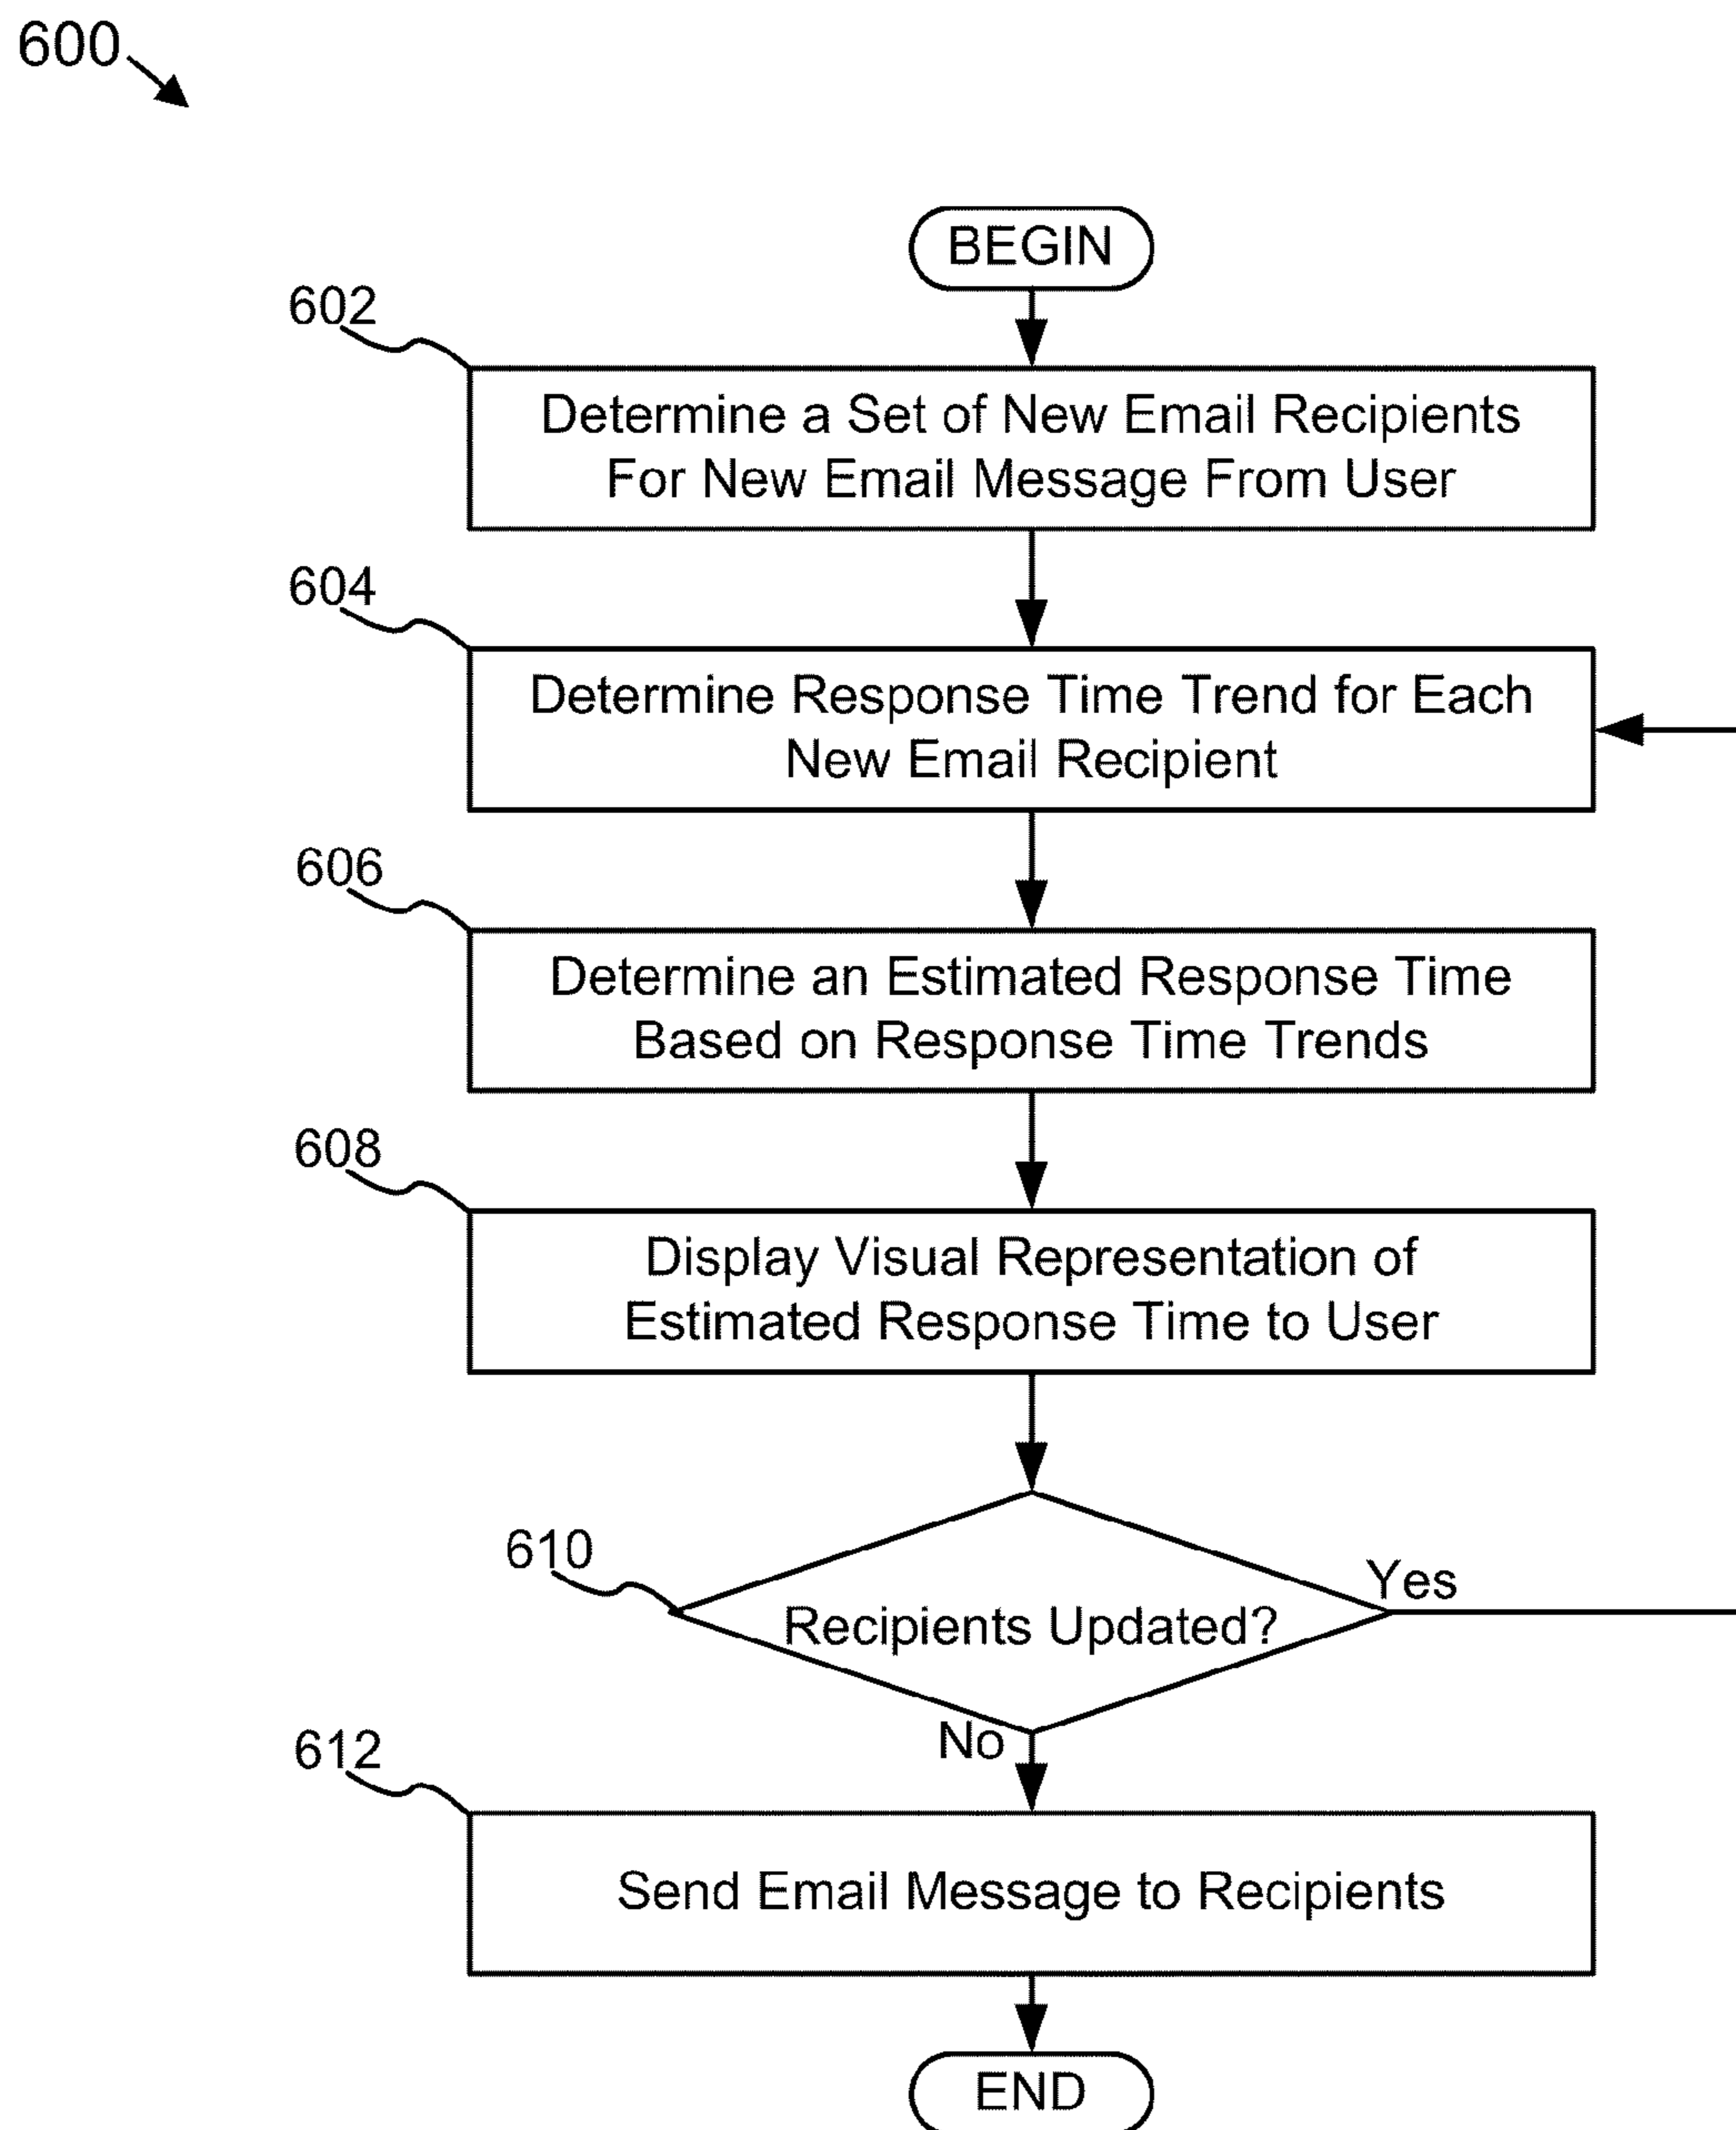 600
BEGIN
602
Determine a Set of New Email Recipients
For New Email Message From User
604
Determine Response Time Trend for Each
New Email Recipient
606
Determine an Estimated Response Time
Based on Response Time Trends
608
Display Visual Representation of
Estimated Response Time to User
610
Yes
Recipients Updated?
No
612
Send Email Message to Recipients
END